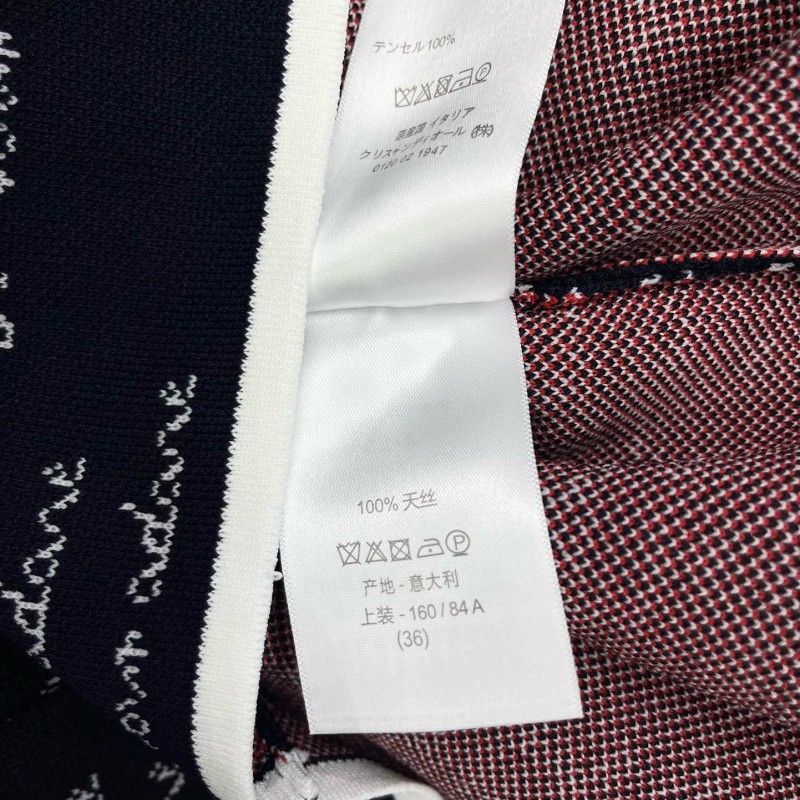 テンセル100%
原産国 イタリア
クリスチャンディオール (株)
0120 02 1947
100% 天丝
产地 - 意大利
上装 - 160 / 84 A
(36)
adore